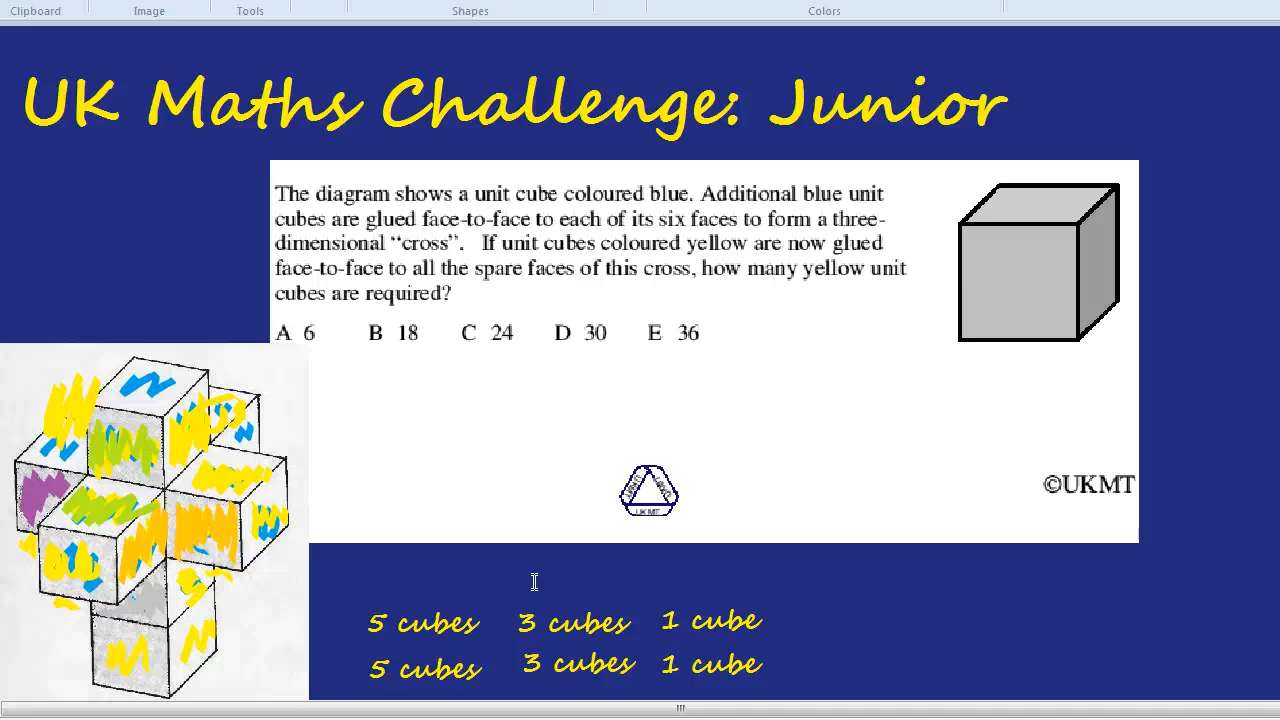 Clipboard Image Tools Shapes Colors
UK Maths Challenge: Junior
The diagram shows a unit cube coloured blue. Additional blue unit
cubes are glued face-to-face to each of its six faces to form a three-
dimensional “cross”. If unit cubes coloured yellow are now glued
face-to-face to all the spare faces of this cross, how many yellow unit
cubes are required?
A 6 B 18 C 24 D 30 E 36
UKMT UKMT
UKMT
©UKMT
5 cubes 3 cubes 1 cube
5 cubes 3 cubes 1 cube